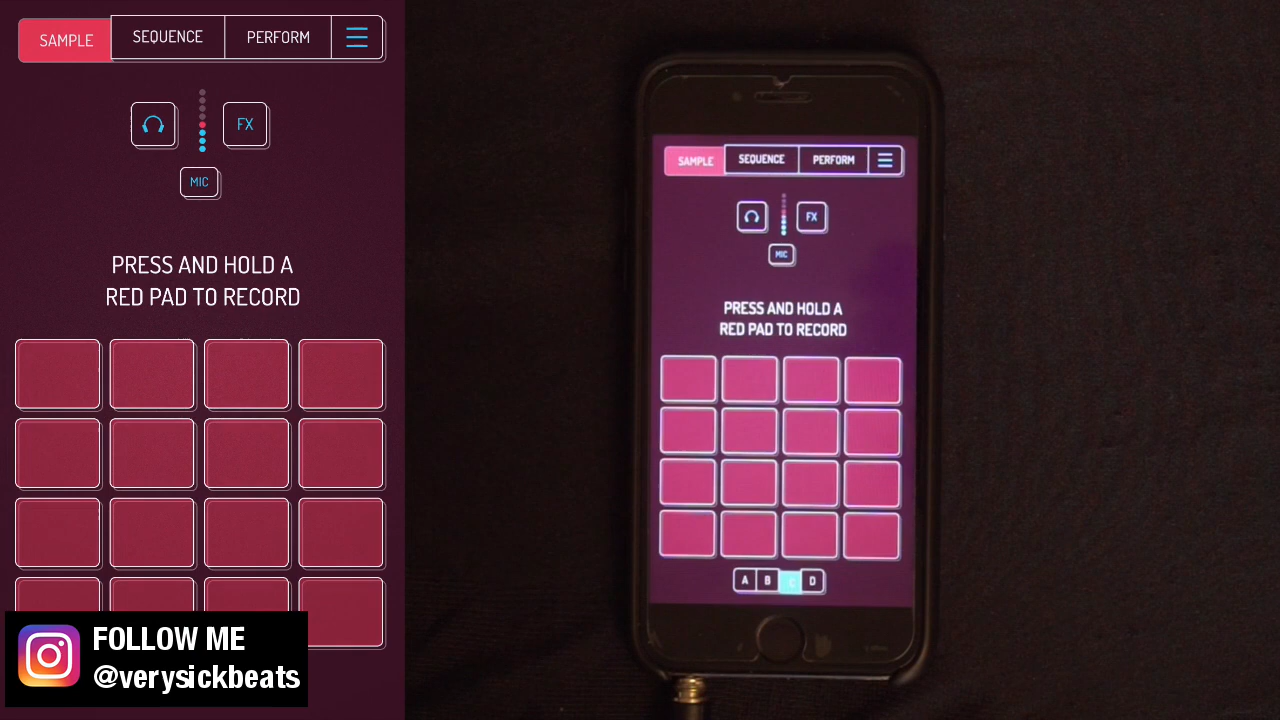 SAMPLE SEQUENCE PERFORM
FX
MIC
PRESS AND HOLD A
RED PAD TO RECORD
FOLLOW ME
@verysickbeats
SAMPLE SEQUENCE PERFORM
FX
MIC
PRESS AND HOLD A
RED PAD TO RECORD
A B C D